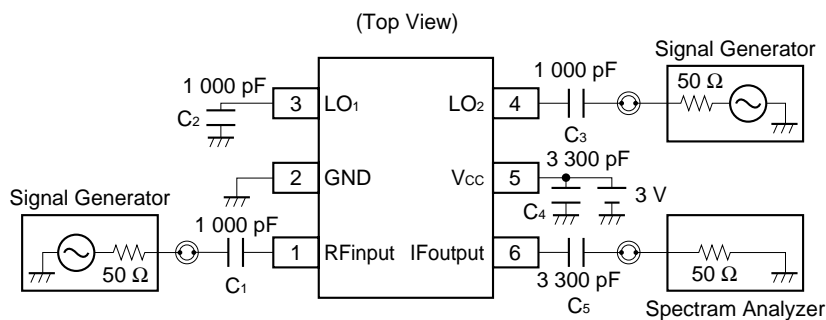 (Top View)
Signal Generator
1 000 pF
1 000 pF
50 Ω
3
LO1
LO2
4
C2
C3
3 300 pF
2
GND
VCC
5
Signal Generator
1 000 pF
C4
3 V
1
RFinput
IFoutput
6
50 Ω
50 Ω
C1
3 300 pF
C5
Spectram Analyzer